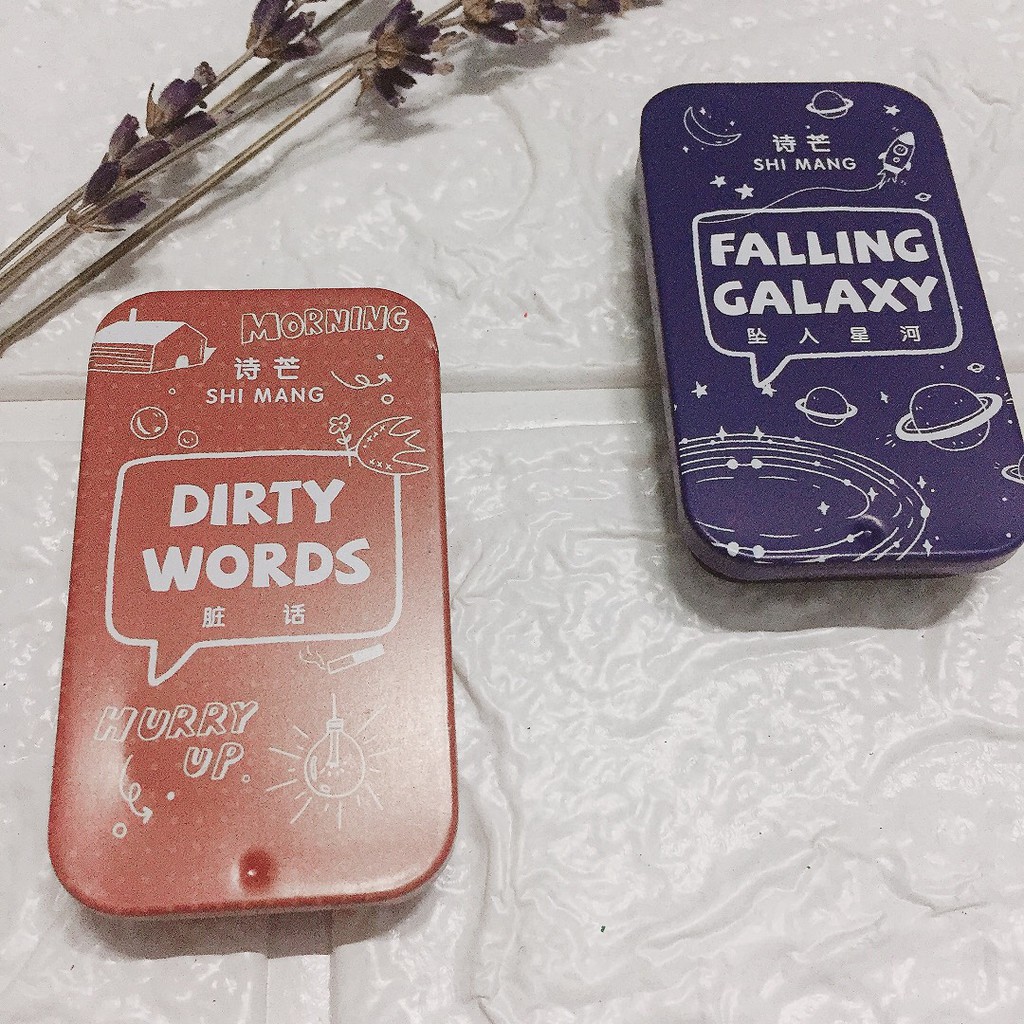 MORNING
诗芒
SHI MANG
DIRTY
WORDS
脏话
HURRY
UP
诗芒
SHI MANG
FALLING
GALAXY
坠人星河